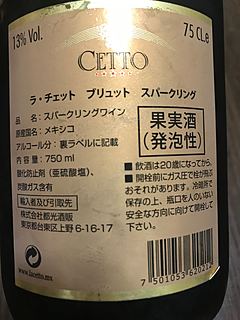 13% Vol.
75 CL.e
CETTO
ラ・チェット ブリュット スパークリング
品名:スパークリングワイン
原産国名:メキシコ
アルコール分:裏ラベルに記載
内容量:750 ml
酸化防止剤(亜硫酸塩)、
炭酸ガス含有
輸入者及び引取先
株式会社都光酒販
東京都台東区上野 6-16-17
果実酒
(発泡性)
■飲酒は20歳になってから。
■開栓前にガス圧で栓が飛ぶ
おそれがあります。冷暗所で
保存の上、瓶口を人のいない
安全な方向に向けて開栓して
下さい。
www.lacetto.mx
7 501053 62021